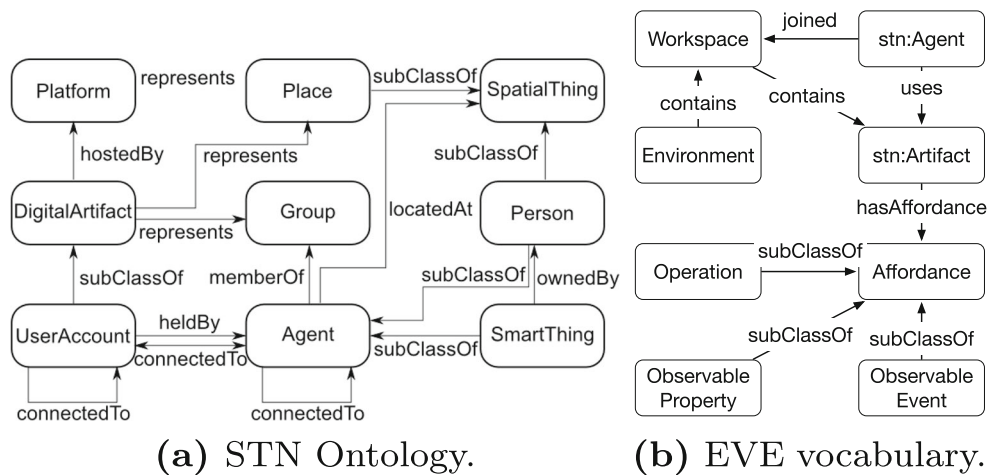 Platform
represents
Place
subClassOf
SpatialThing
hostedBy
represents
subClassOf
DigitalArtifact
represents
Group
locatedAt
Person
subClassOf
memberOf
subClassOf
ownedBy
UserAccount
heldBy
connectedTo
Agent
subClassOf
SmartThing
connectedTo
connectedTo
(a) STN Ontology.
Workspace
joined
stn:Agent
contains
contains
uses
Environment
stn:Artifact
hasAffordance
Operation
subClassOf
Affordance
subClassOf
subClassOf
Observable
Property
Observable
Event
(b) EVE vocabulary.